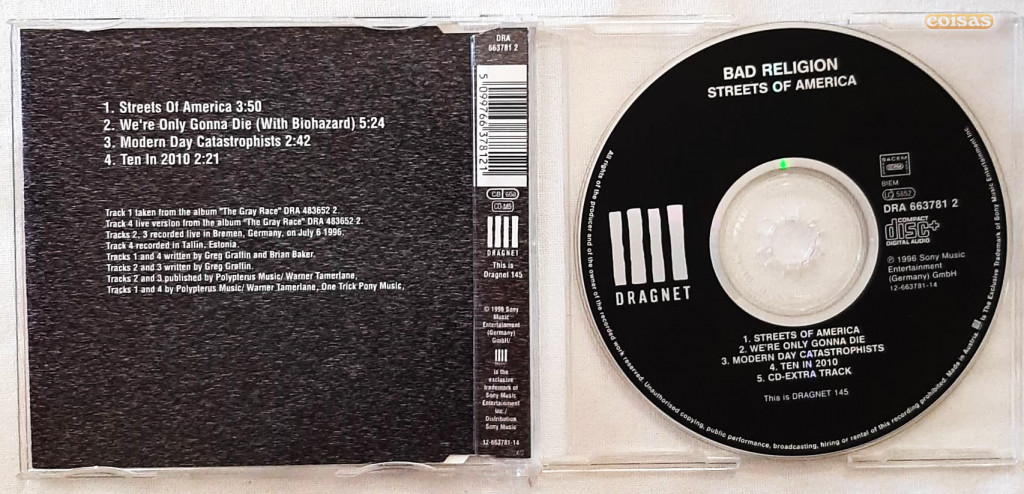 1. Streets Of America 3:50
2. We're Only Gonna Die (With Biohazard) 5:24
3. Modern Day Catastrophists 2:42
4. Ten In 2010 2:21
Track 1 taken from the album "The Gray Race" DRA 483652 2.
Track 4 live version from the album "The Gray Race" DRA 483652 2.
Tracks 2, 3 recorded live in Bremen, Germany, on July 6 1996.
Track 4 recorded in Tallin, Estonia.
Tracks 1 and 4 written by Greg Graffin and Brian Baker.
Tracks 2 and 3 written by Greg Graffin.
Tracks 2 and 3 published by Polypterus Music/ Warner Tamerlane,
Tracks 1 and 4 by Polypterus Music/ Warner Tamerlane, One Trick Pony Music,
DRA
663781 2
5 099766 378121
CB 604
CD-MS
DRAGNET
This is
Dragnet 145
℗ 1996 Sony
Music
Entertainment
(Germany)
GmbH/
is the
exclusive
trademark of
Sony Music
Entertainment
Inc./
Distribution
Sony Music
12-663781-14
coisas
BAD RELIGION
STREETS OF AMERICA
SACEM
BIEM
LC 5852
DRA 663781 2
COMPACT
disc+
DIGITAL AUDIO
℗ 1996 Sony Music
Entertainment
(Germany) GmbH
12-663781-14
DRAGNET
1. STREETS OF AMERICA
2. WE'RE ONLY GONNA DIE
3. MODERN DAY CATASTROPHISTS
4. TEN IN 2010
5. CD-EXTRA TRACK
This is DRAGNET 145
All rights of the producer and of the owner of the recorded work reserved. Unauthorised copying, public performance, broadcasting, hiring or rental of this recording prohibited. Made in Austria. is The Exclusive Trademark of Sony Music Entertainment Inc.